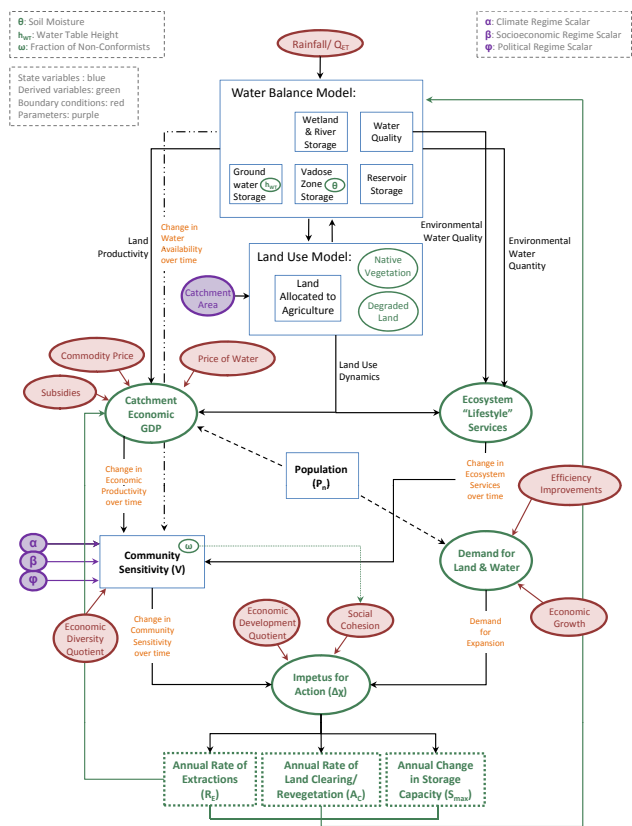 θ: Soil Moisture
hWT: Water Table Height
ω: Fraction of Non-Conformists
α: Climate Regime Scalar
β: Socioeconomic Regime Scalar
φ: Political Regime Scalar
State variables : blue
Derived variables: green
Boundary conditions: red
Parameters: purple
Rainfall/ QET
Water Balance Model:
Wetland
& River
Storage
Water
Quality
Ground
water
Storage
hWT
Vadose
Zone
Storage
θ
Reservoir
Storage
Land
Productivity
Change in
Water
Availability
over time
Environmental
Water Quality
Environmental
Water
Quantity
Land Use Model:
Native
Vegetation
Land
Allocated to
Agriculture
Degraded
Land
Catchment
Area
Commodity Price
Price of Water
Subsidies
Land Use
Dynamics
Catchment
Economic
GDP
Ecosystem
“Lifestyle”
Services
Change in
Economic
Productivity
over time
Population
(Pn)
Change in
Ecosystem
Services
over time
Efficiency
Improvements
α
β
φ
ω
Community
Sensitivity (V)
Demand for
Land & Water
Economic
Diversity
Quotient
Change in
Community
Sensitivity
over time
Economic
Development
Quotient
Social
Cohesion
Demand
for
Expansion
Economic
Growth
Impetus for
Action (Δχ)
Annual Rate of
Extractions
(RE)
Annual Rate of
Land Clearing/
Revegetation (AC)
Annual Change
in Storage
Capacity (Smax)